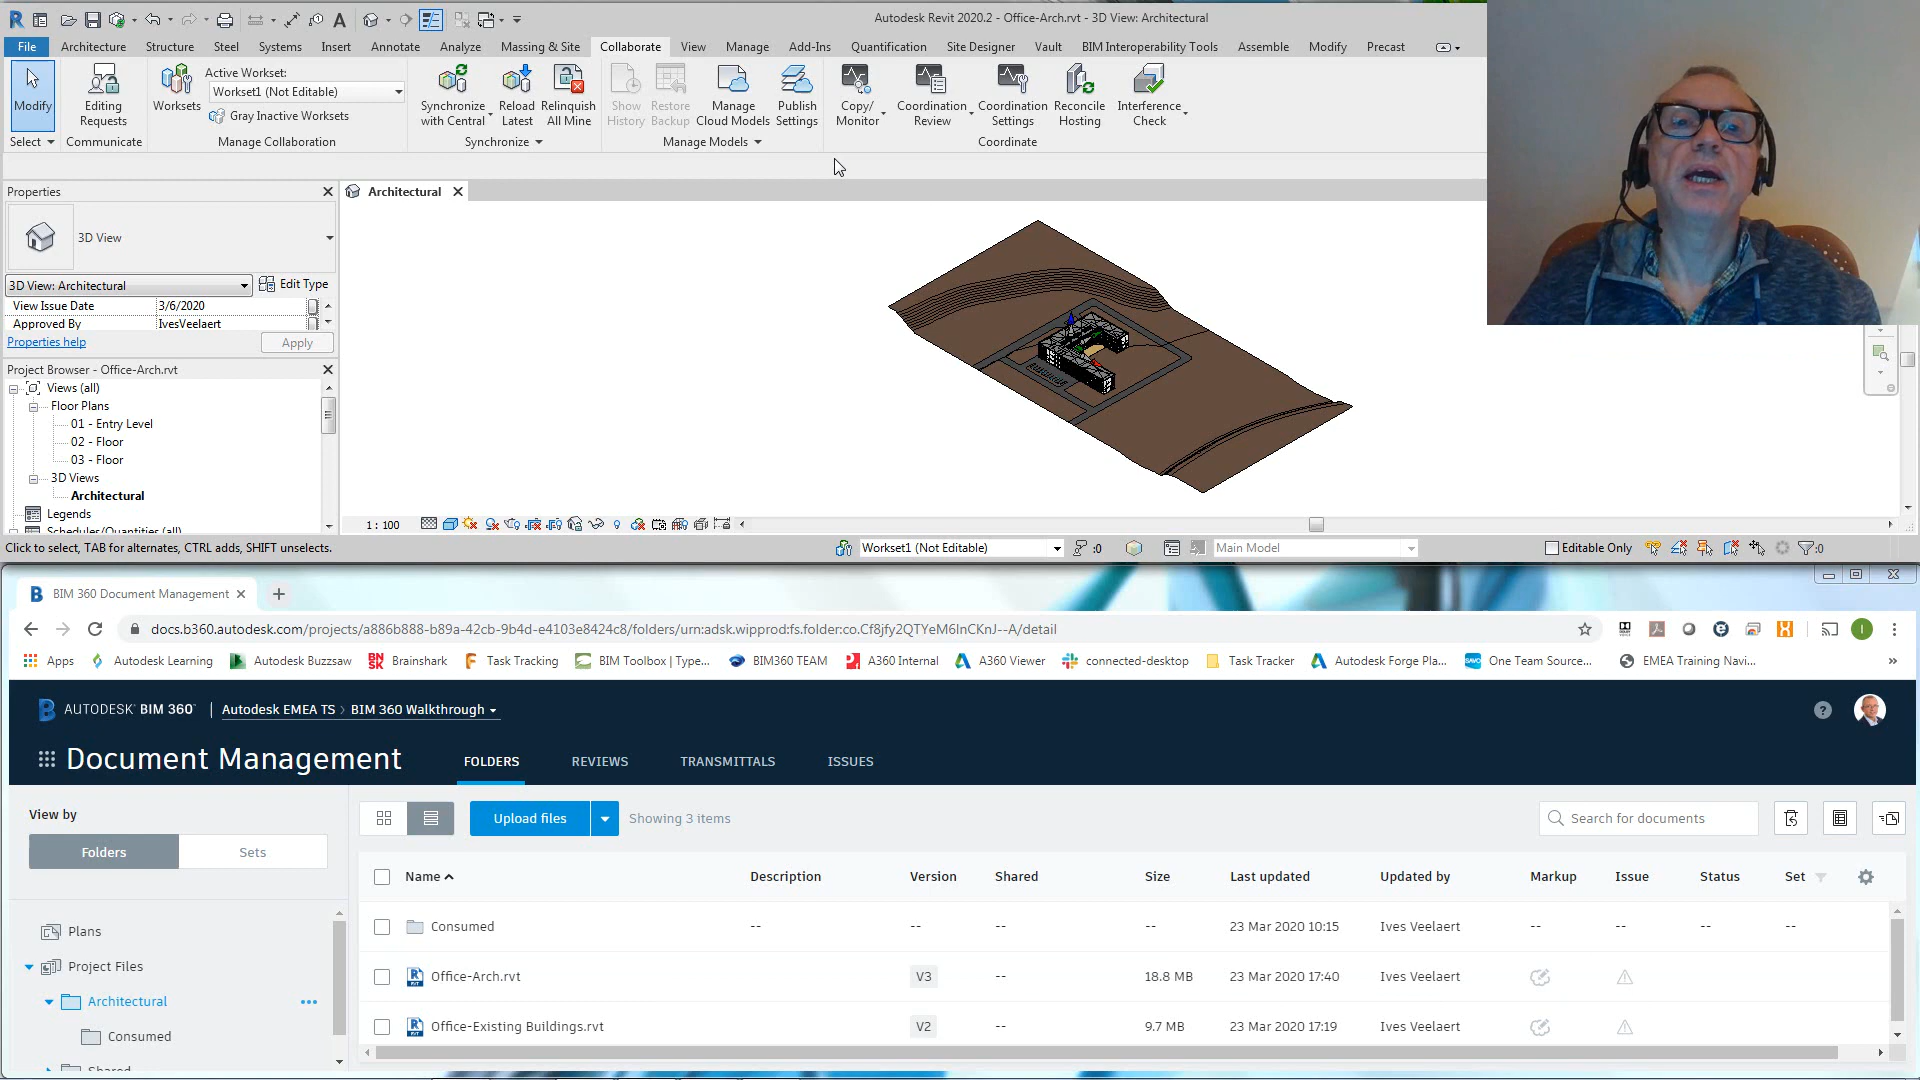 Autodesk Revit 2020.2 - Office-Arch.rvt - 3D View: Architectural
File Architecture Structure Steel Systems Insert Annotate Analyze Massing & Site Collaborate View Manage Add-Ins Quantification Site Designer Vault BIM Interoperability Tools Assemble Modify Precast
Modify
Editing Requests
Worksets
Active Workset:
Workset1 (Not Editable)
Gray Inactive Worksets
Synchronize with Central
Reload Latest
Relinquish All Mine
Show History
Restore Backup
Manage Cloud Models
Publish Settings
Copy/ Monitor
Coordination Review
Coordination Settings
Reconcile Hosting
Interference Check
Select Communicate Manage Collaboration Synchronize Manage Models Coordinate
Properties
Architectural
3D View
3D View: Architectural Edit Type
View Issue Date 3/6/2020
Approved By IvesVeelaert
Properties help Apply
Project Browser - Office-Arch.rvt
Views (all)
Floor Plans
01 - Entry Level
02 - Floor
03 - Floor
3D Views
Architectural
Legends
Schedules/Quantities (all)
1 : 100
Click to select, TAB for alternates, CTRL adds, SHIFT unselects.
Workset1 (Not Editable) :0 Main Model Editable Only :0
BIM 360 Document Management
docs.b360.autodesk.com/projects/a886b888-b89a-42cb-9b4d-e4103e8424c8/folders/urn:adsk.wipprod:fs.folder:co.Cf8jfy2QTYeM6lnCKnJ--A/detail
Apps Autodesk Learning Autodesk Buzzsaw Brainshark Task Tracking BIM Toolbox | Type... BIM360 TEAM A360 Internal A360 Viewer connected-desktop Task Tracker Autodesk Forge Pla... One Team Source... EMEA Training Navi...
AUTODESK BIM 360 | Autodesk EMEA TS > BIM 360 Walkthrough
Document Management FOLDERS REVIEWS TRANSMITTALS ISSUES
View by
Folders Sets
Upload files Showing 3 items Search for documents
Name Description Version Shared Size Last updated Updated by Markup Issue Status Set
Consumed -- -- -- -- 23 Mar 2020 10:15 Ives Veelaert -- -- -- --
Office-Arch.rvt V3 -- 18.8 MB 23 Mar 2020 17:40 Ives Veelaert
Office-Existing Buildings.rvt V2 -- 9.7 MB 23 Mar 2020 17:19 Ives Veelaert
Plans
Project Files
Architectural
Consumed
Shared